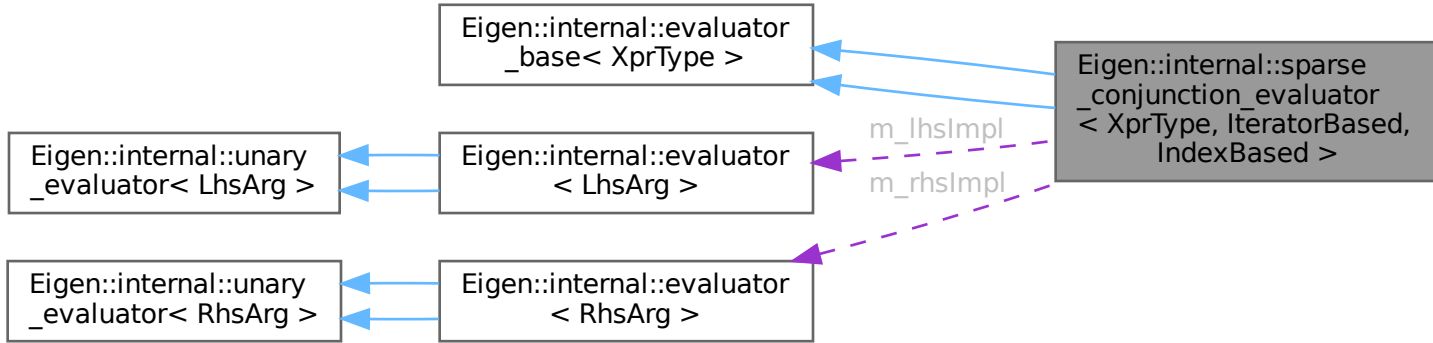 Eigen::internal::evaluator
_base< XprType >
Eigen::internal::sparse
_conjunction_evaluator
< XprType, IteratorBased,
IndexBased >
m_lhsImpl
Eigen::internal::unary
_evaluator< LhsArg >
Eigen::internal::evaluator
< LhsArg >
m_rhsImpl
Eigen::internal::unary
_evaluator< RhsArg >
Eigen::internal::evaluator
< RhsArg >